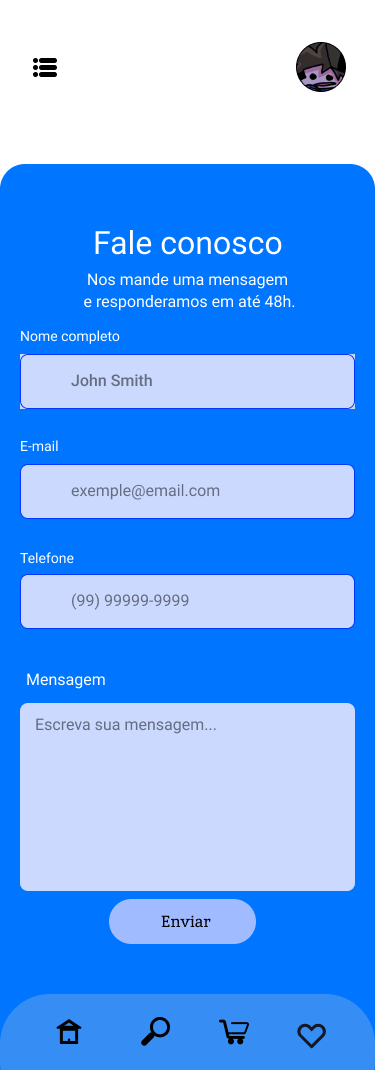 Fale conosco
Nos mande uma mensagem
e responderamos em até 48h.
Nome completo
John Smith
E-mail
exemple@email.com
Telefone
(99) 99999-9999
Mensagem
Escreva sua mensagem...
Enviar